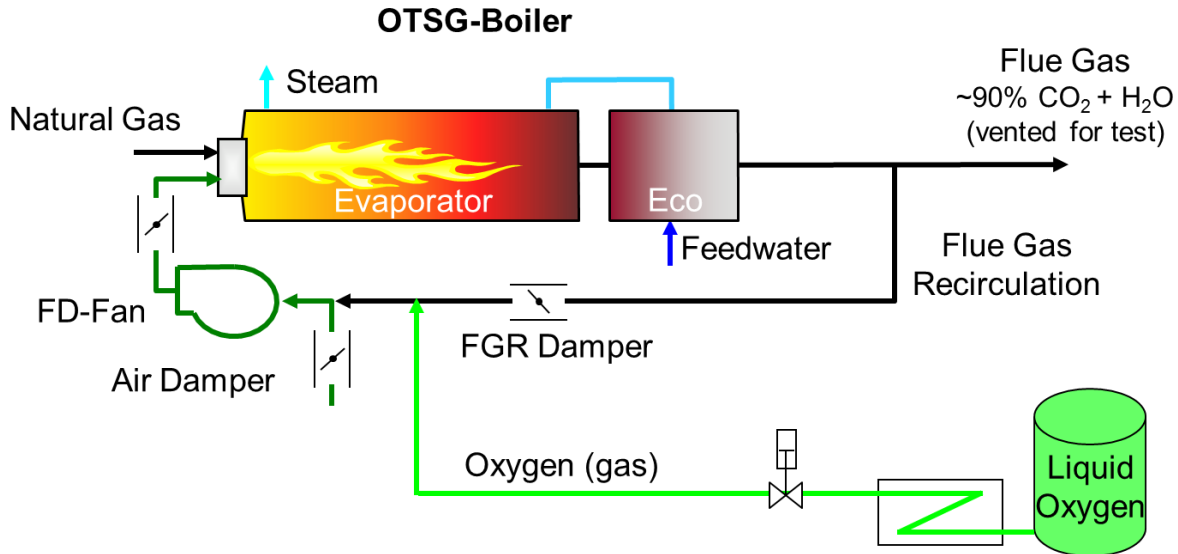 OTSG-Boiler
Steam
Natural Gas
Evaporator
Eco
Feedwater
Flue Gas
~90% CO₂ + H₂O
(vented for test)
Flue Gas
Recirculation
FD-Fan
Air Damper
FGR Damper
Oxygen (gas)
Liquid
Oxygen